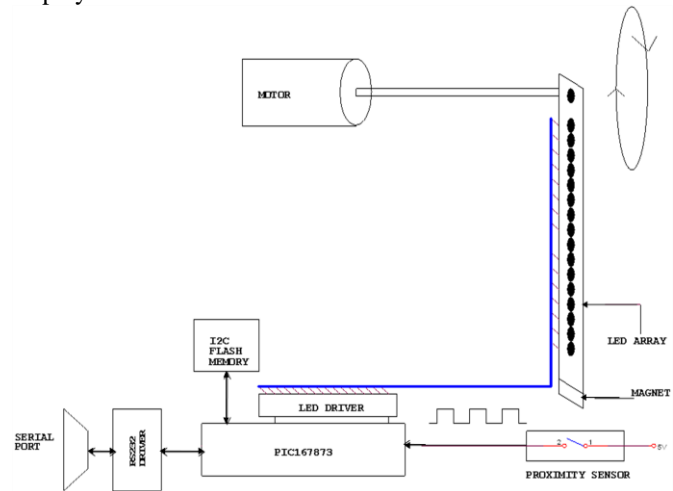 MOTOR
LED ARRAY
MAGNET
I2C
FLASH
MEMORY
LED DRIVER
SERIAL
PORT
RS232
DRIVER
PIC167873
2
1
5V
PROXIMITY SENSOR